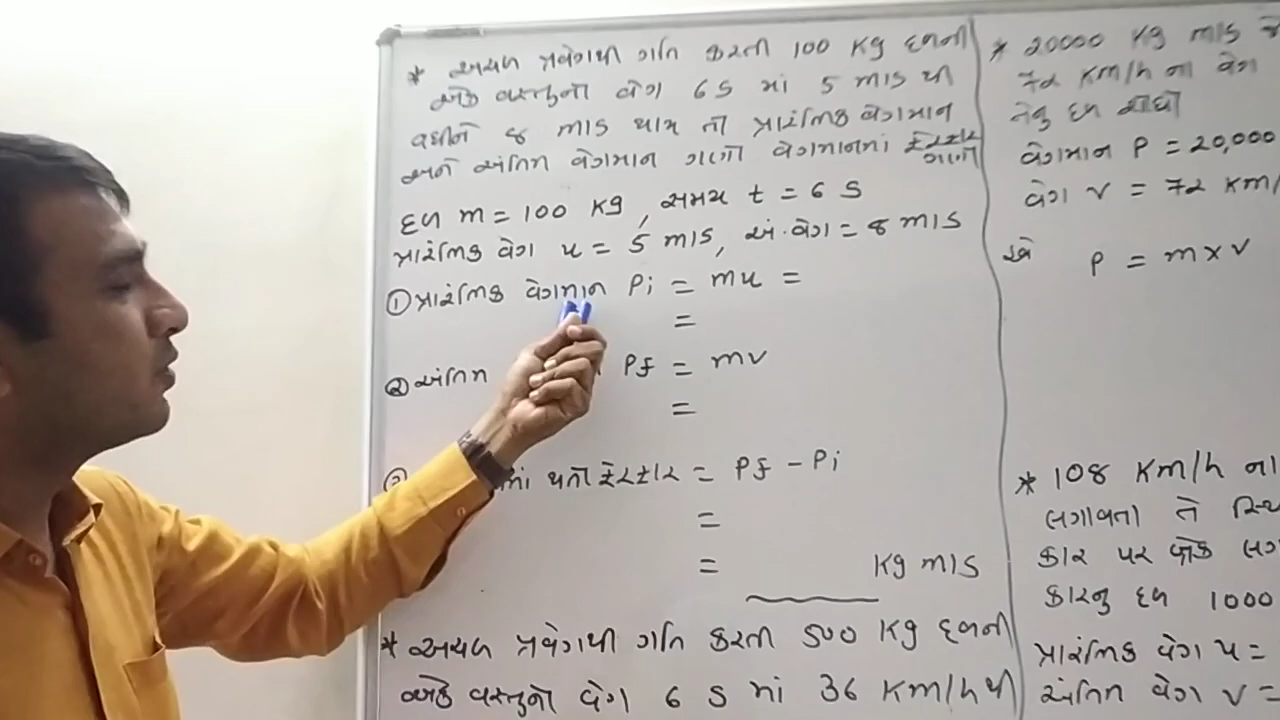 * અચળ પ્રવેગથી ગતિ કરતી 100 Kg દળની
એક વસ્તુનો વેગ 6S માં 5 m/s થી
વધીને 8 m/s થાય તો પ્રારંભિક વેગમાન
અને અંતિમ વેગમાન ગણો વેગમાનમાં ફેરફાર
ગણો
દળ m = 100 Kg, સમય t = 6 S
પ્રારંભિક વેગ u = 5 m/s, અં. વેગ = 8 m/s
① પ્રારંભિક વેગમાન Pi = mu =
=
② અંતિમ Pf = mv
=
માં થતો ફેરફાર = Pf - Pi
=
= Kg m/s
* અચળ પ્રવેગથી ગતિ કરતી 500 Kg દળની
એક વસ્તુનો વેગ 6 S માં 36 Km/h થી
* 20000 Kg m/s
72 Km/h ના વેગ
તેનુ દળ શોધો
વેગમાન P = 20,000
વેગ v = 72 Km/
P = m x v
* 108 Km/h ના
લગાવતા તે
કાર પર બ્રેક
કારનુ દળ 1000
પ્રારંભિક વેગ u =
અંતિમ વેગ v =